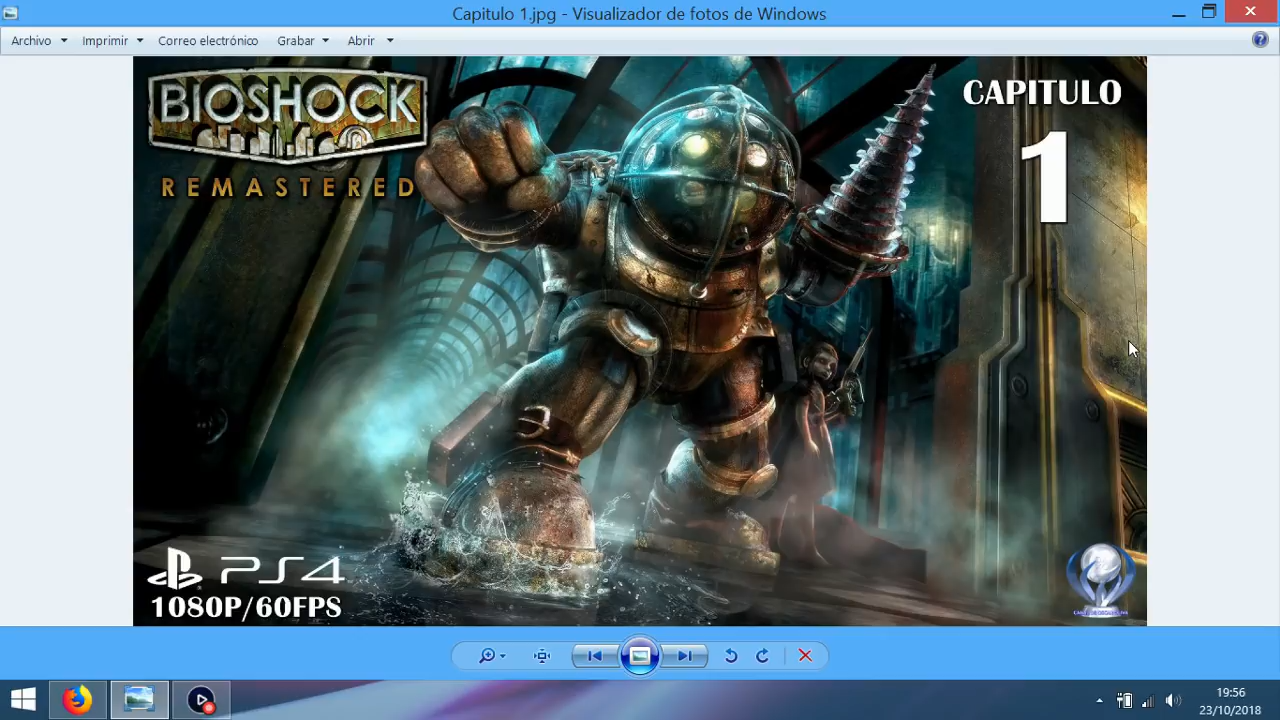 Capitulo 1.jpg - Visualizador de fotos de Windows
Archivo Imprimir Correo electrónico Grabar Abrir
BIOSHOCK
REMASTERED
CAPITULO
1
PS4
1080P/60FPS
19:56
23/10/2018